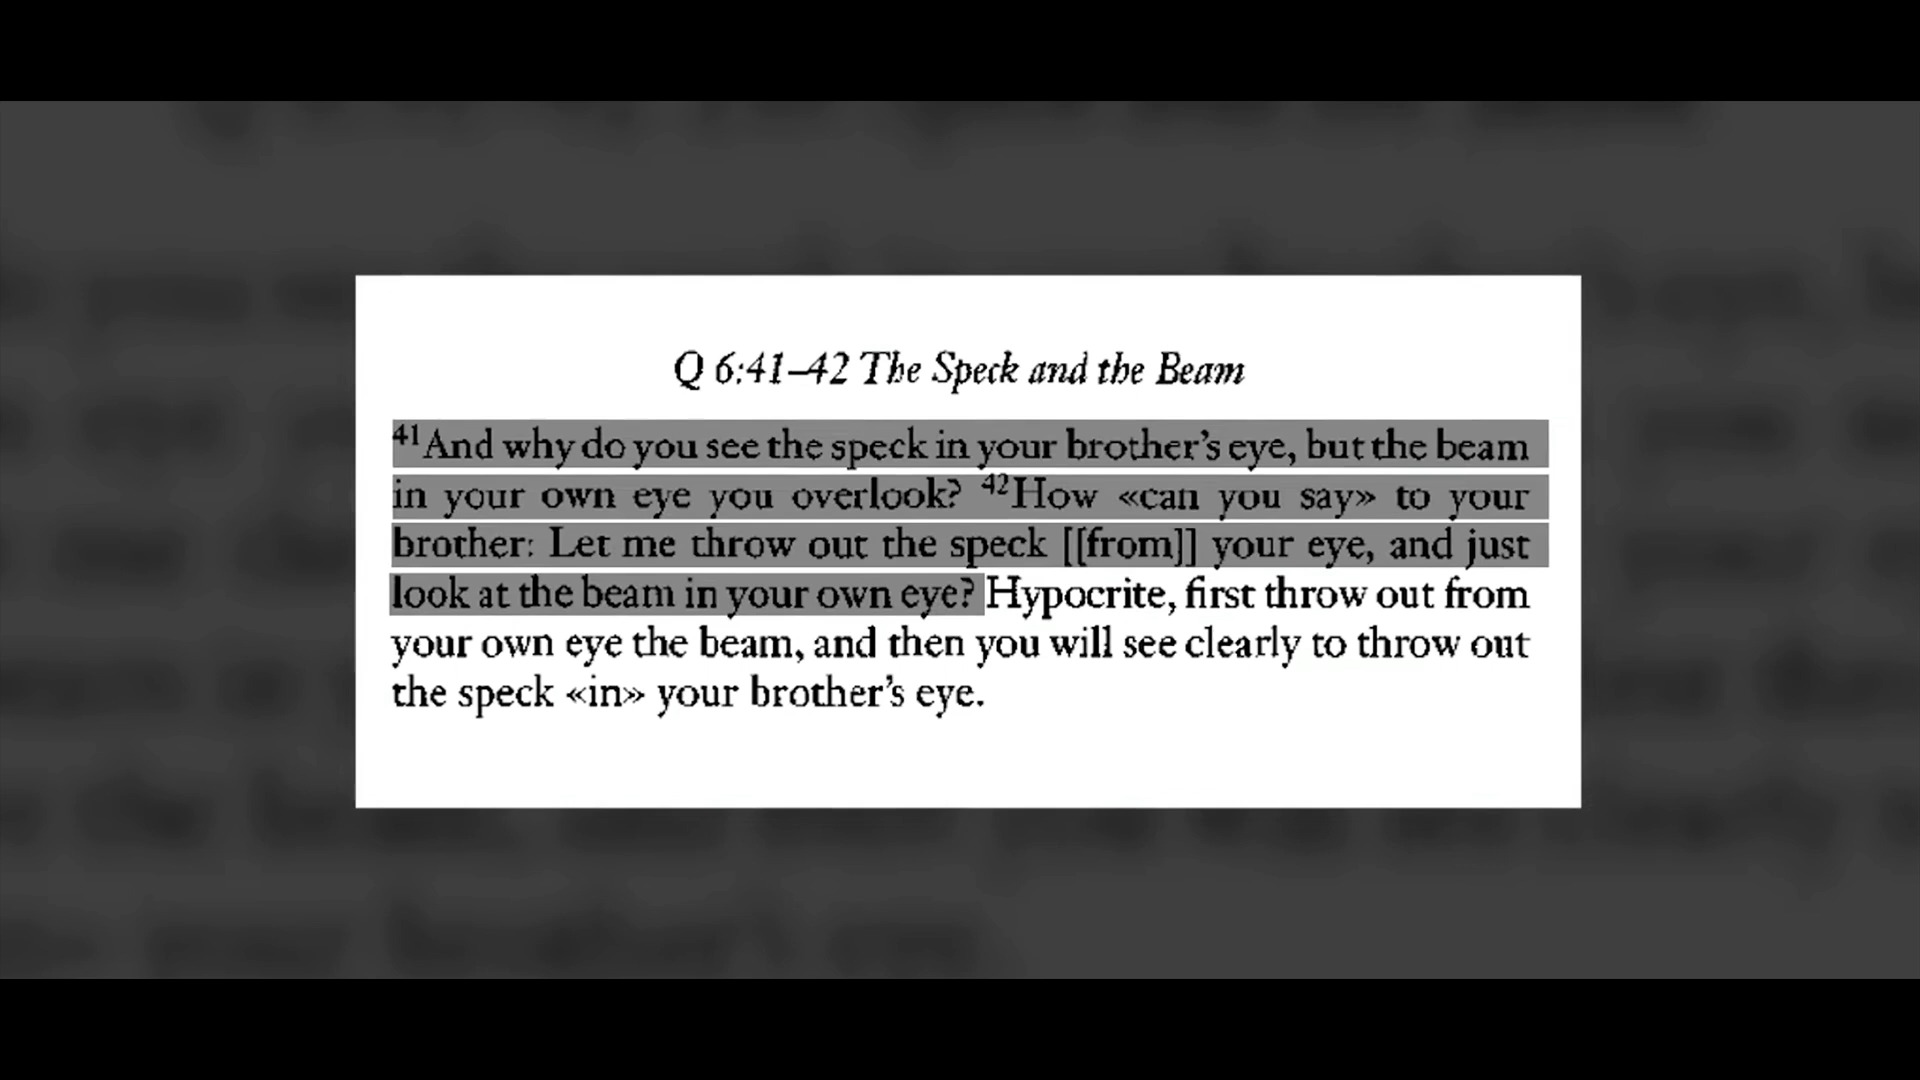 Q 6:41–42 The Speck and the Beam
⁴¹And why do you see the speck in your brother’s eye, but the beam
in your own eye you overlook? ⁴²How «can you say» to your
brother: Let me throw out the speck [[from]] your eye, and just
look at the beam in your own eye? Hypocrite, first throw out from
your own eye the beam, and then you will see clearly to throw out
the speck «in» your brother’s eye.